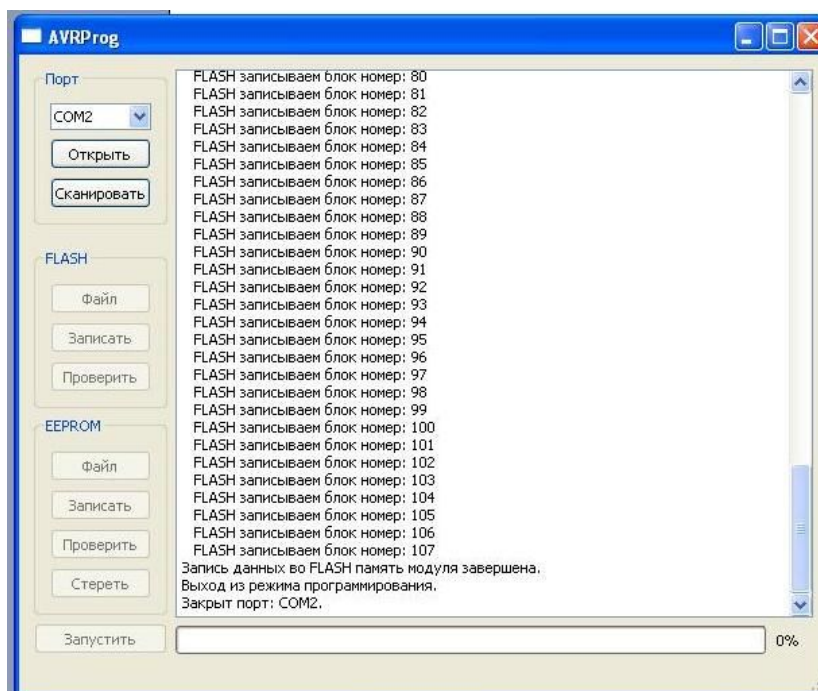 AVRProg
Порт
COM2
Открыть
Сканировать
FLASH
Файл
Записать
Проверить
EEPROM
Файл
Записать
Проверить
Стереть
Запустить
FLASH записываем блок номер: 80
FLASH записываем блок номер: 81
FLASH записываем блок номер: 82
FLASH записываем блок номер: 83
FLASH записываем блок номер: 84
FLASH записываем блок номер: 85
FLASH записываем блок номер: 86
FLASH записываем блок номер: 87
FLASH записываем блок номер: 88
FLASH записываем блок номер: 89
FLASH записываем блок номер: 90
FLASH записываем блок номер: 91
FLASH записываем блок номер: 92
FLASH записываем блок номер: 93
FLASH записываем блок номер: 94
FLASH записываем блок номер: 95
FLASH записываем блок номер: 96
FLASH записываем блок номер: 97
FLASH записываем блок номер: 98
FLASH записываем блок номер: 99
FLASH записываем блок номер: 100
FLASH записываем блок номер: 101
FLASH записываем блок номер: 102
FLASH записываем блок номер: 103
FLASH записываем блок номер: 104
FLASH записываем блок номер: 105
FLASH записываем блок номер: 106
FLASH записываем блок номер: 107
Запись данных во FLASH память модуля завершена.
Выход из режима программирования.
Закрыт порт: COM2.
0%